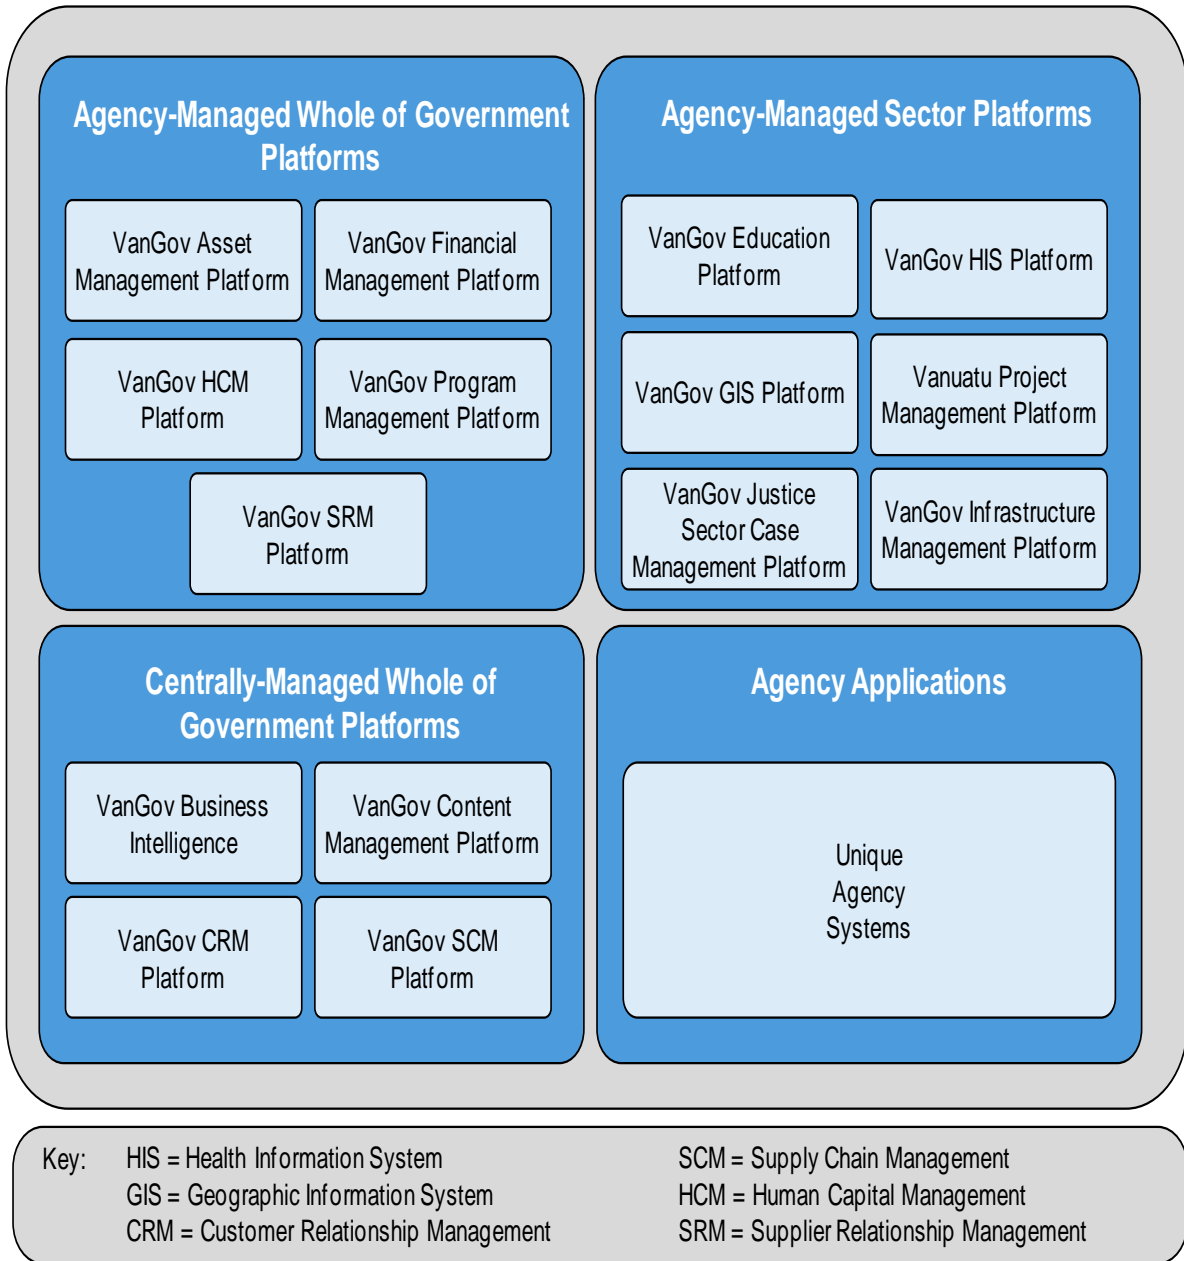 Agency-Managed Whole of Government
Platforms
VanGov Asset
Management Platform
VanGov Financial
Management Platform
VanGov HCM
Platform
VanGov Program
Management Platform
VanGov SRM
Platform
Agency-Managed Sector Platforms
VanGov Education
Platform
VanGov HIS Platform
VanGov GIS Platform
Vanuatu Project
Management Platform
VanGov Justice
Sector Case
Management Platform
VanGov Infrastructure
Management Platform
Centrally-Managed Whole of
Government Platforms
VanGov Business
Intelligence
VanGov Content
Management Platform
VanGov CRM
Platform
VanGov SCM
Platform
Agency Applications
Unique
Agency
Systems
Key:
HIS = Health Information System
GIS = Geographic Information System
CRM = Customer Relationship Management
SCM = Supply Chain Management
HCM = Human Capital Management
SRM = Supplier Relationship Management